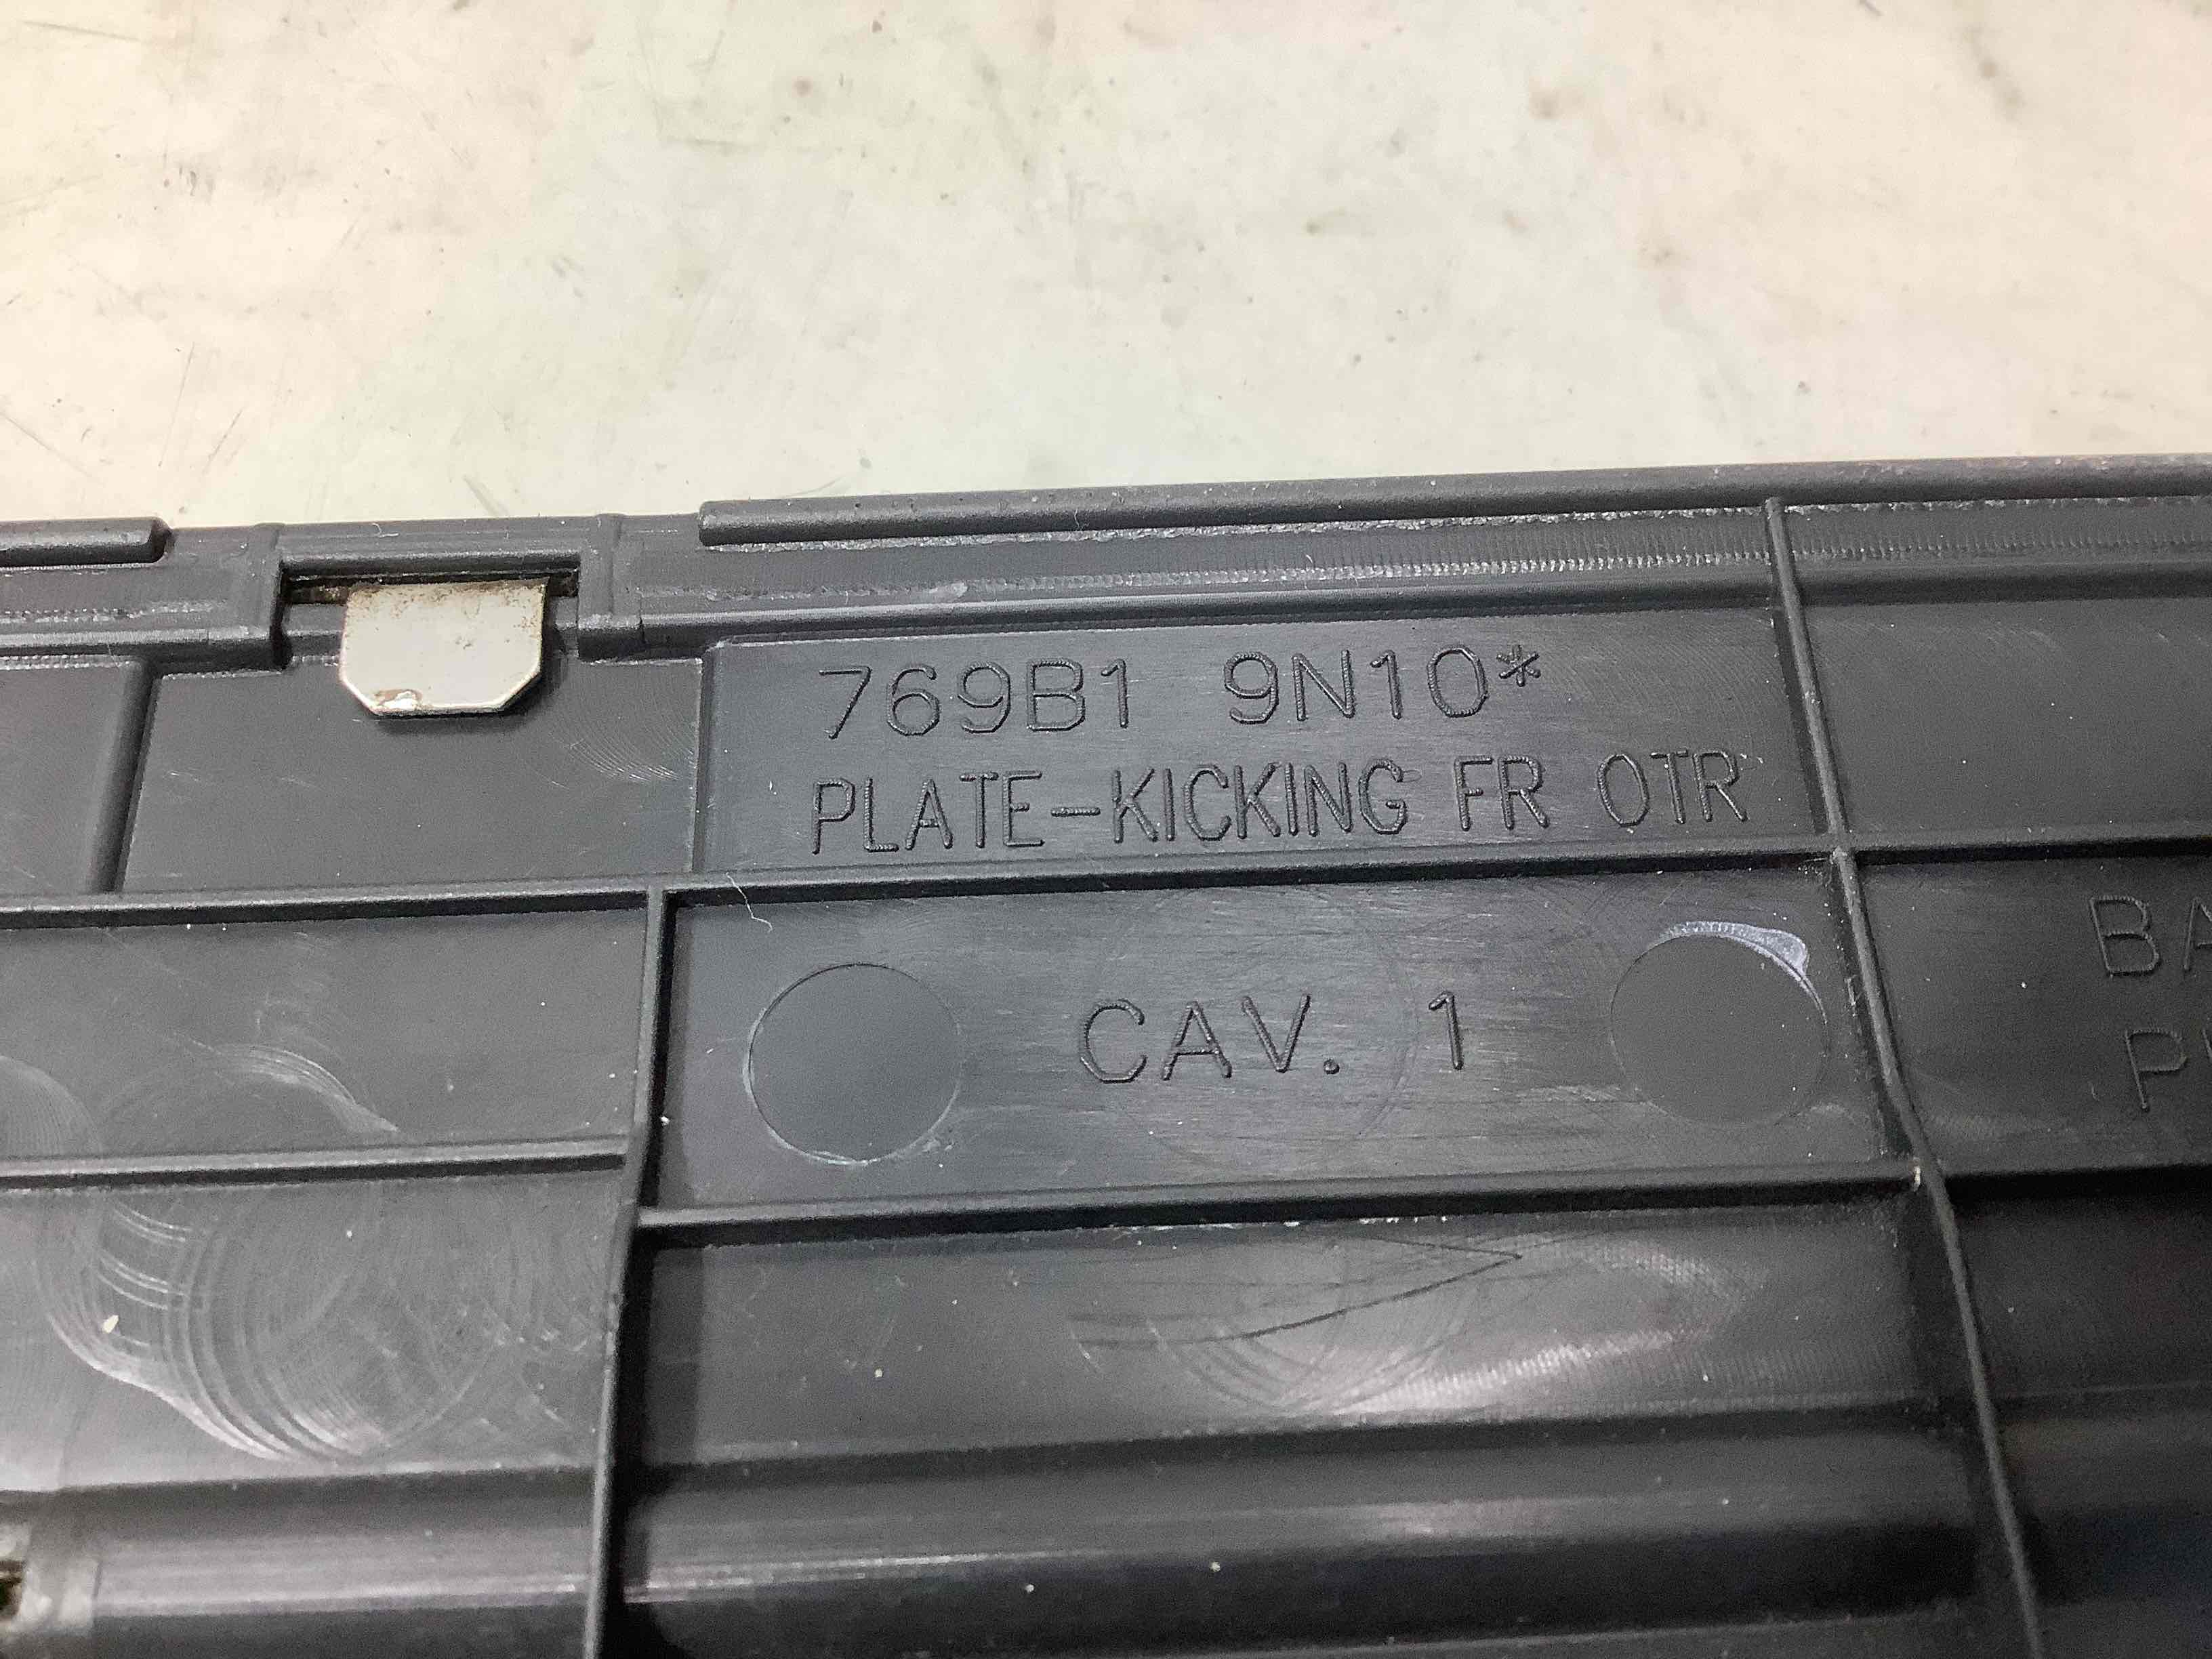 769B1 9N10*
PLATE-KICKING FR OTR
CAV. 1